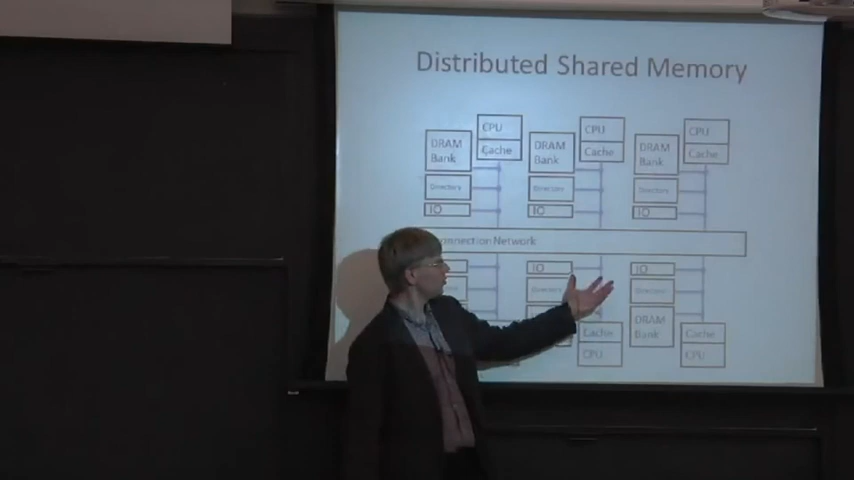 Distributed Shared Memory
CPU
CPU
CPU
DRAM
Bank
Cache
DRAM
Bank
Cache
DRAM
Bank
Cache
Directory
Directory
Directory
IO
IO
IO
Network
IO
IO
Directory
Directory
DRAM
Bank
Cache
Cache
CPU
CPU